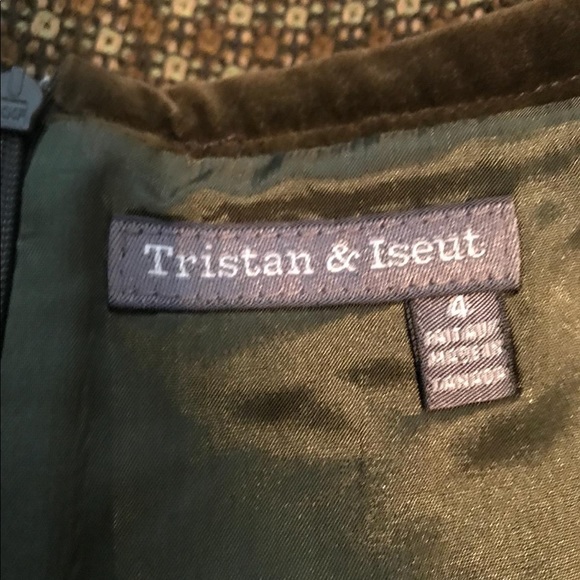 Tristan & Iseut
4
FAIT AU/
MADE IN
CANADA